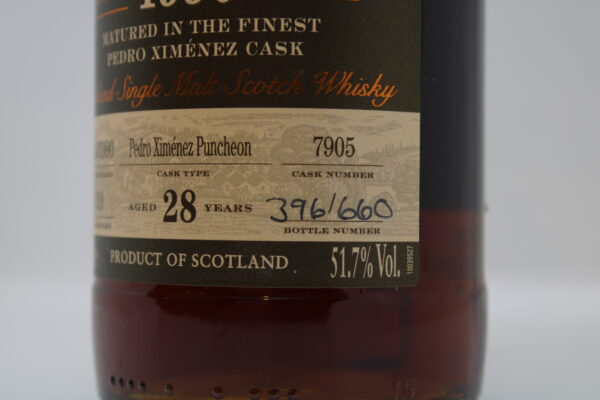 MATURED IN THE FINEST
PEDRO XIMÉNEZ CASK
Single Malt Scotch Whisky
Pedro Ximénez Puncheon 7905
CASK TYPE CASK NUMBER
AGED 28 YEARS 396/660
BOTTLE NUMBER
PRODUCT OF SCOTLAND 51.7% Vol.
10039527